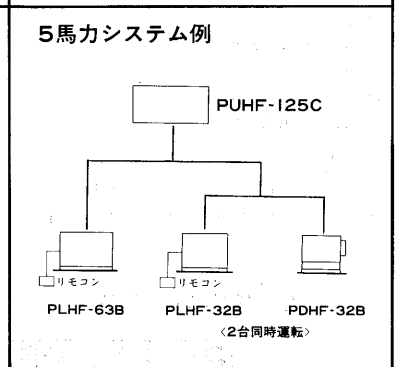 5馬力システム例
PUHF-125C
リモコン
リモコン
PLHF-63B
PLHF-32B
PDHF-32B
<2台同時運転>